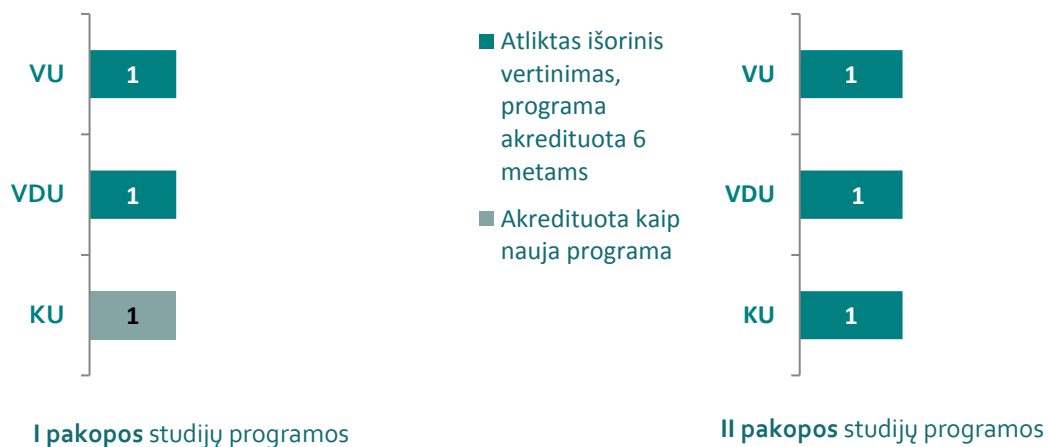 VU 1
VDU 1
KU 1
I pakopos studijų programos
Atliktas išorinis
vertinimas,
programa
akredituota 6
metams
Akredituota kaip
nauja programa
VU 1
VDU 1
KU 1
II pakopos studijų programos